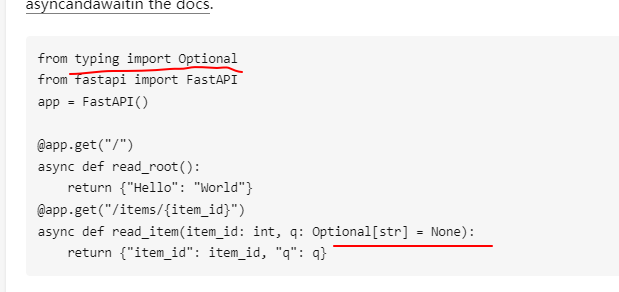 asyncandawaitin the docs.
from typing import Optional
from fastapi import FastAPI
app = FastAPI()
@app.get("/")
async def read_root():
    return {"Hello": "World"}
@app.get("/items/{item_id}")
async def read_item(item_id: int, q: Optional[str] = None):
    return {"item_id": item_id, "q": q}